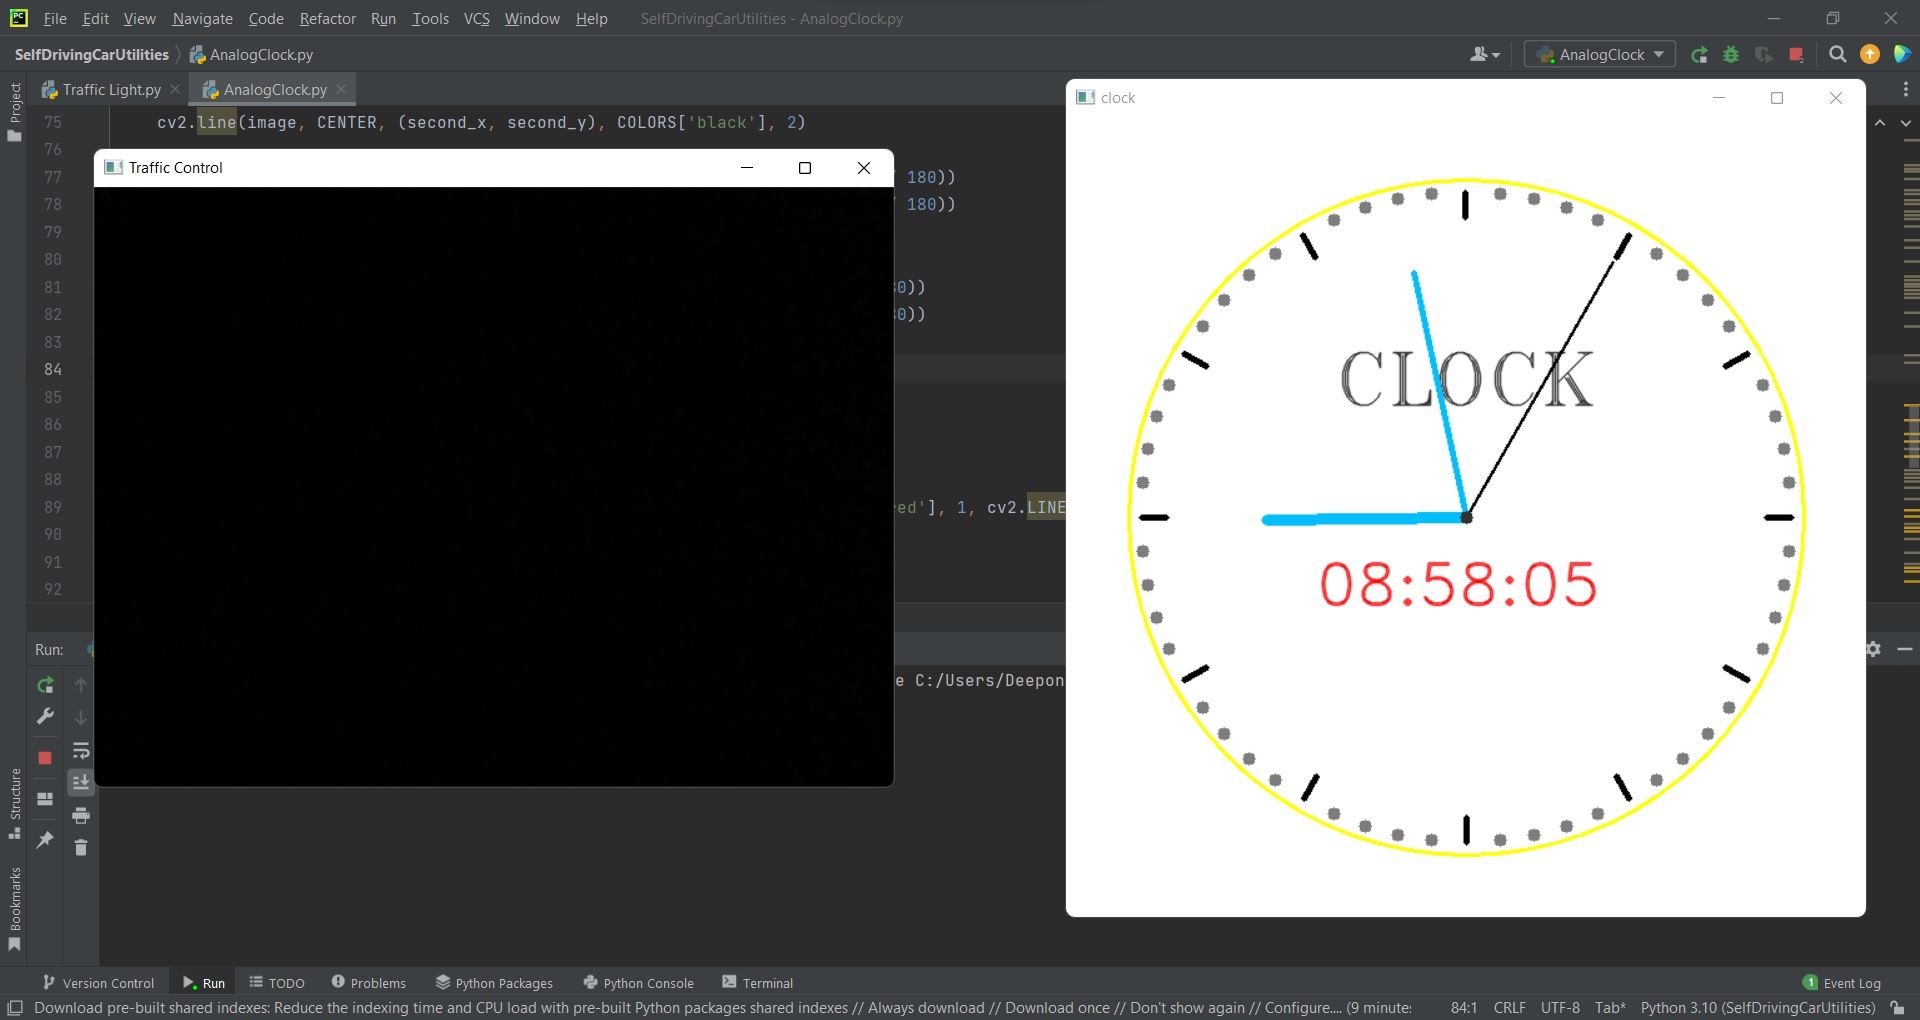 PC File Edit View Navigate Code Refactor Run Tools VCS Window Help SelfDrivingCarUtilities - AnalogClock.py
SelfDrivingCarUtilities AnalogClock.py AnalogClock
Project
Traffic Light.py AnalogClock.py
clock
75 cv2.line(image, CENTER, (second_x, second_y), COLORS['black'], 2)
76
Traffic Control
77 180))
78 180))
79
80
81 0))
82 0))
83
84
85
86
87
88
89 ed'], 1, cv2.LINE
90
91
92
CLOCK
08:58:05
Run:
e C:/Users/Deepon
Structure
Bookmarks
Version Control Run TODO Problems Python Packages Python Console Terminal 1 Event Log
Download pre-built shared indexes: Reduce the indexing time and CPU load with pre-built Python packages shared indexes // Always download // Download once // Don't show again // Configure.... (9 minutes 84:1 CRLF UTF-8 Tab* Python 3.10 (SelfDrivingCarUtilities)